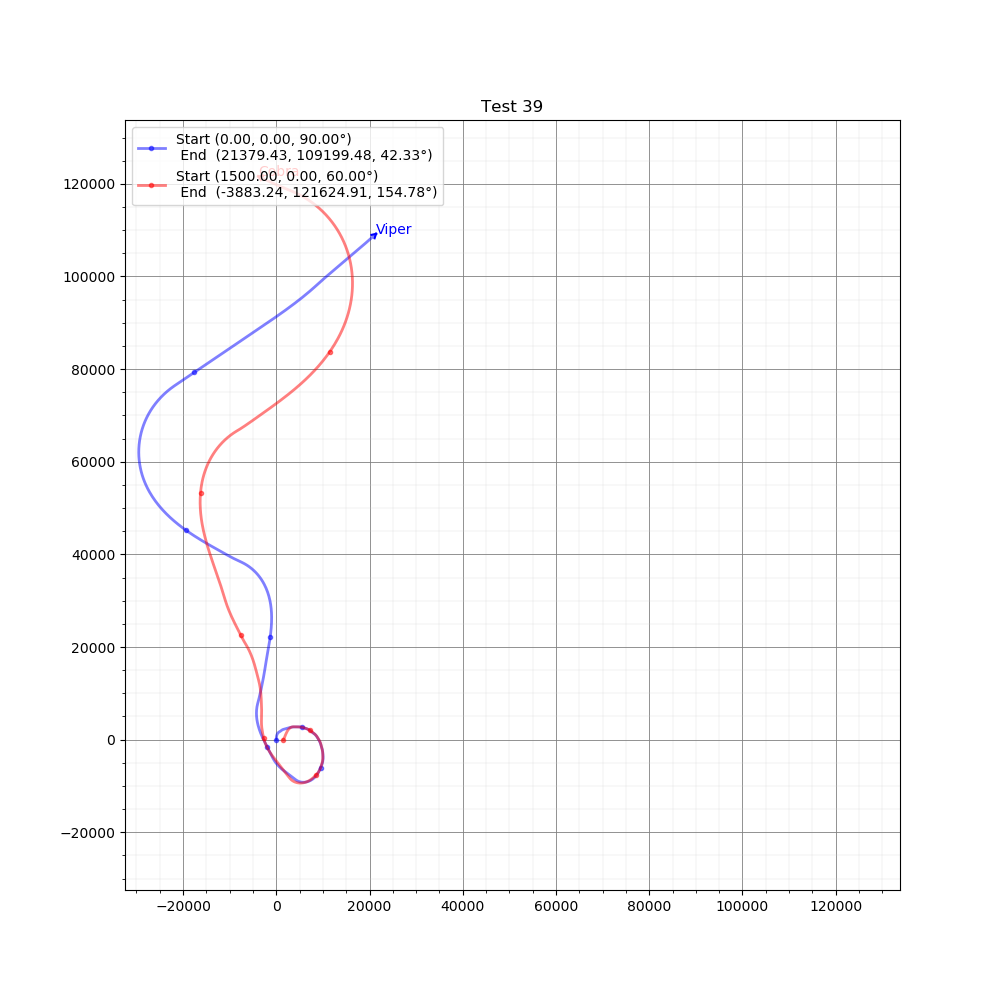 Test 39
Start (0.00, 0.00, 90.00°)
End (21379.43, 109199.48, 42.33°)
Start (1500.00, 0.00, 60.00°)
End (-3883.24, 121624.91, 154.78°)
Viper
120000
100000
80000
60000
40000
20000
0
−20000
−20000 0 20000 40000 60000 80000 100000 120000